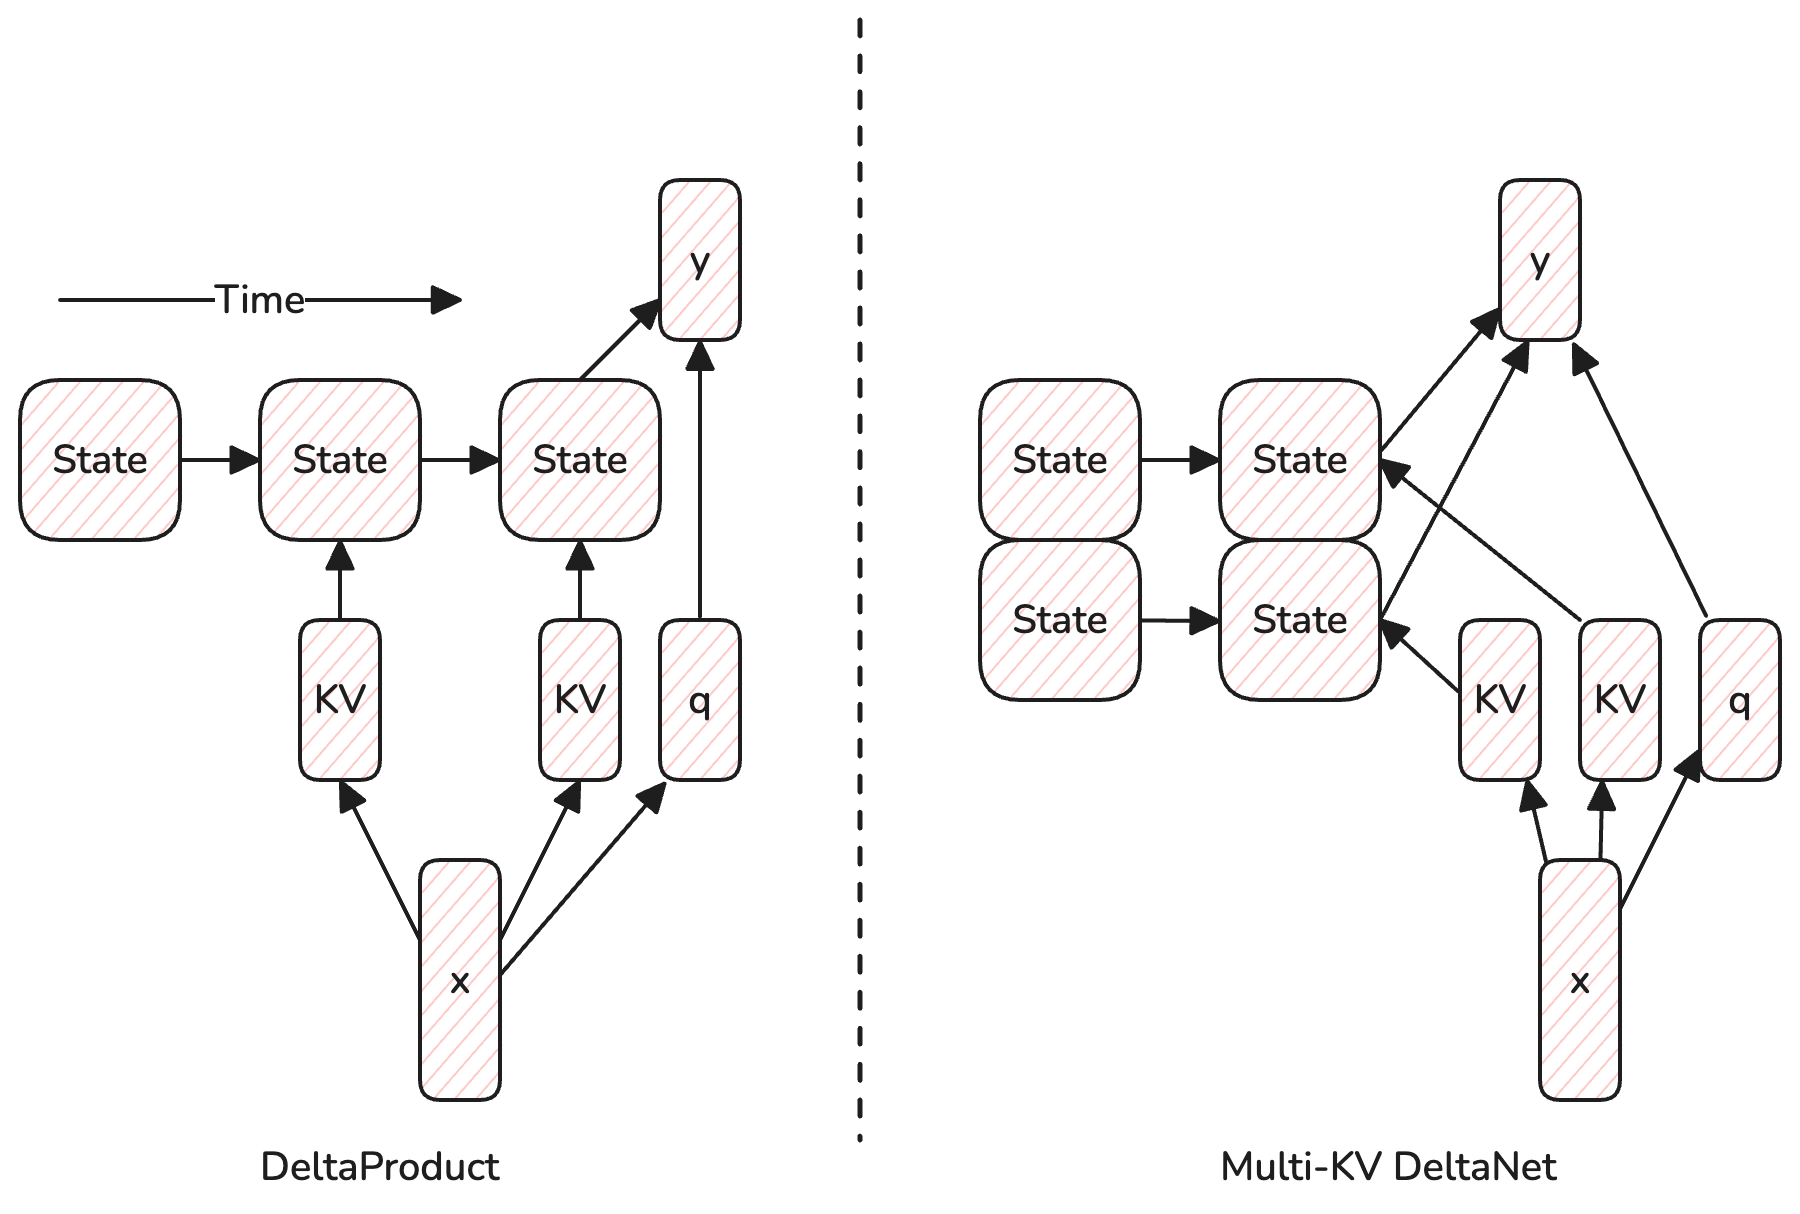 y
Time
State
State
State
KV
KV
q
x
DeltaProduct
y
State
State
State
State
KV
KV
q
x
Multi-KV DeltaNet